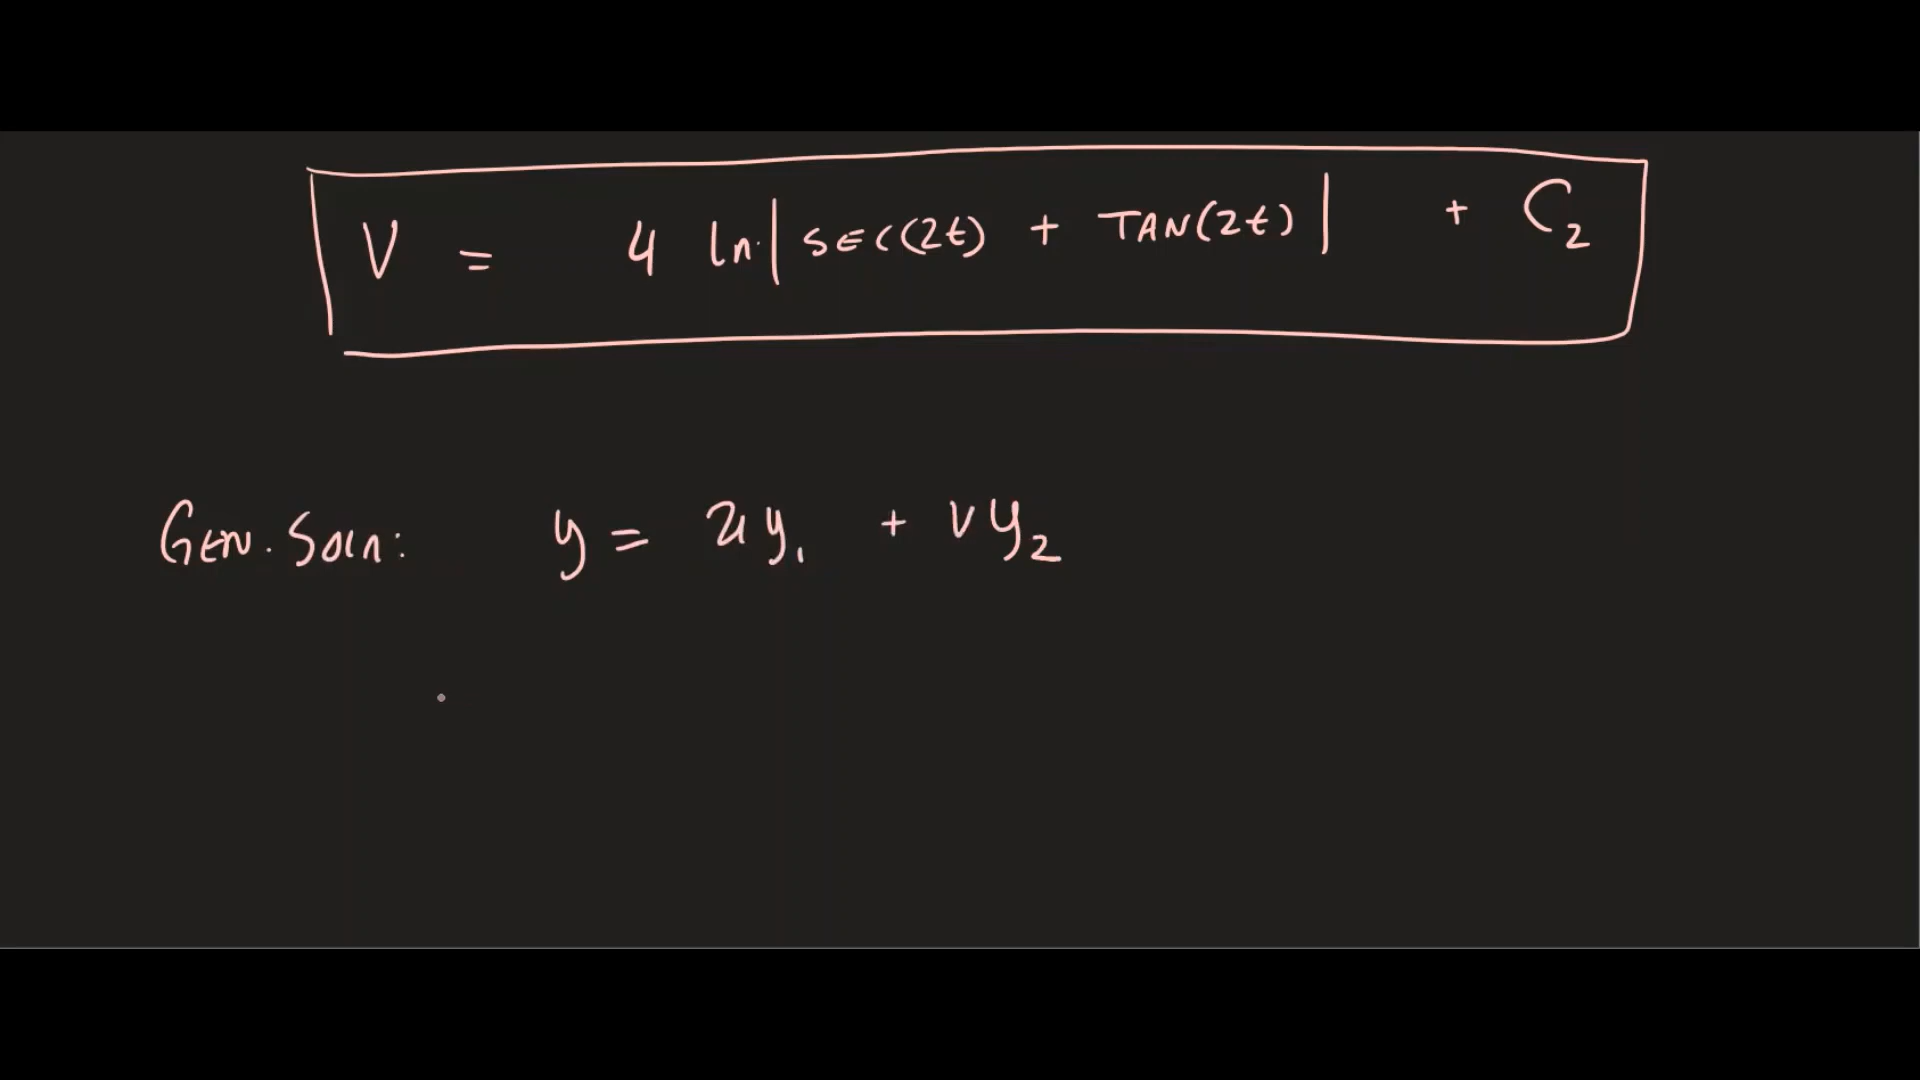 V = 4 ln|SEC(2t) + TAN(2t)| + C₂
GEN. Soln: y = uy₁ + vy₂